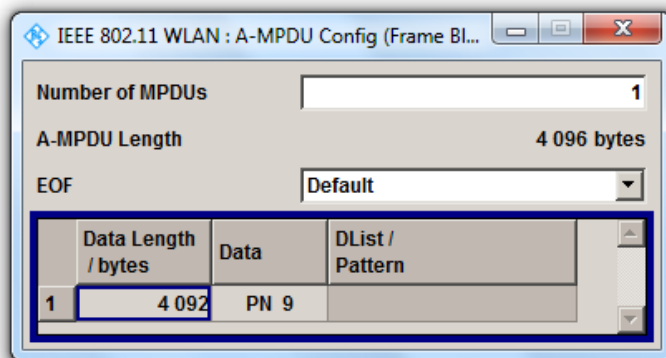 IEEE 802.11 WLAN : A-MPDU Config (Frame Bl...
Number of MPDUs 1
A-MPDU Length 4 096 bytes
EOF Default
Data Length / bytes Data DList / Pattern
1 4 092 PN 9